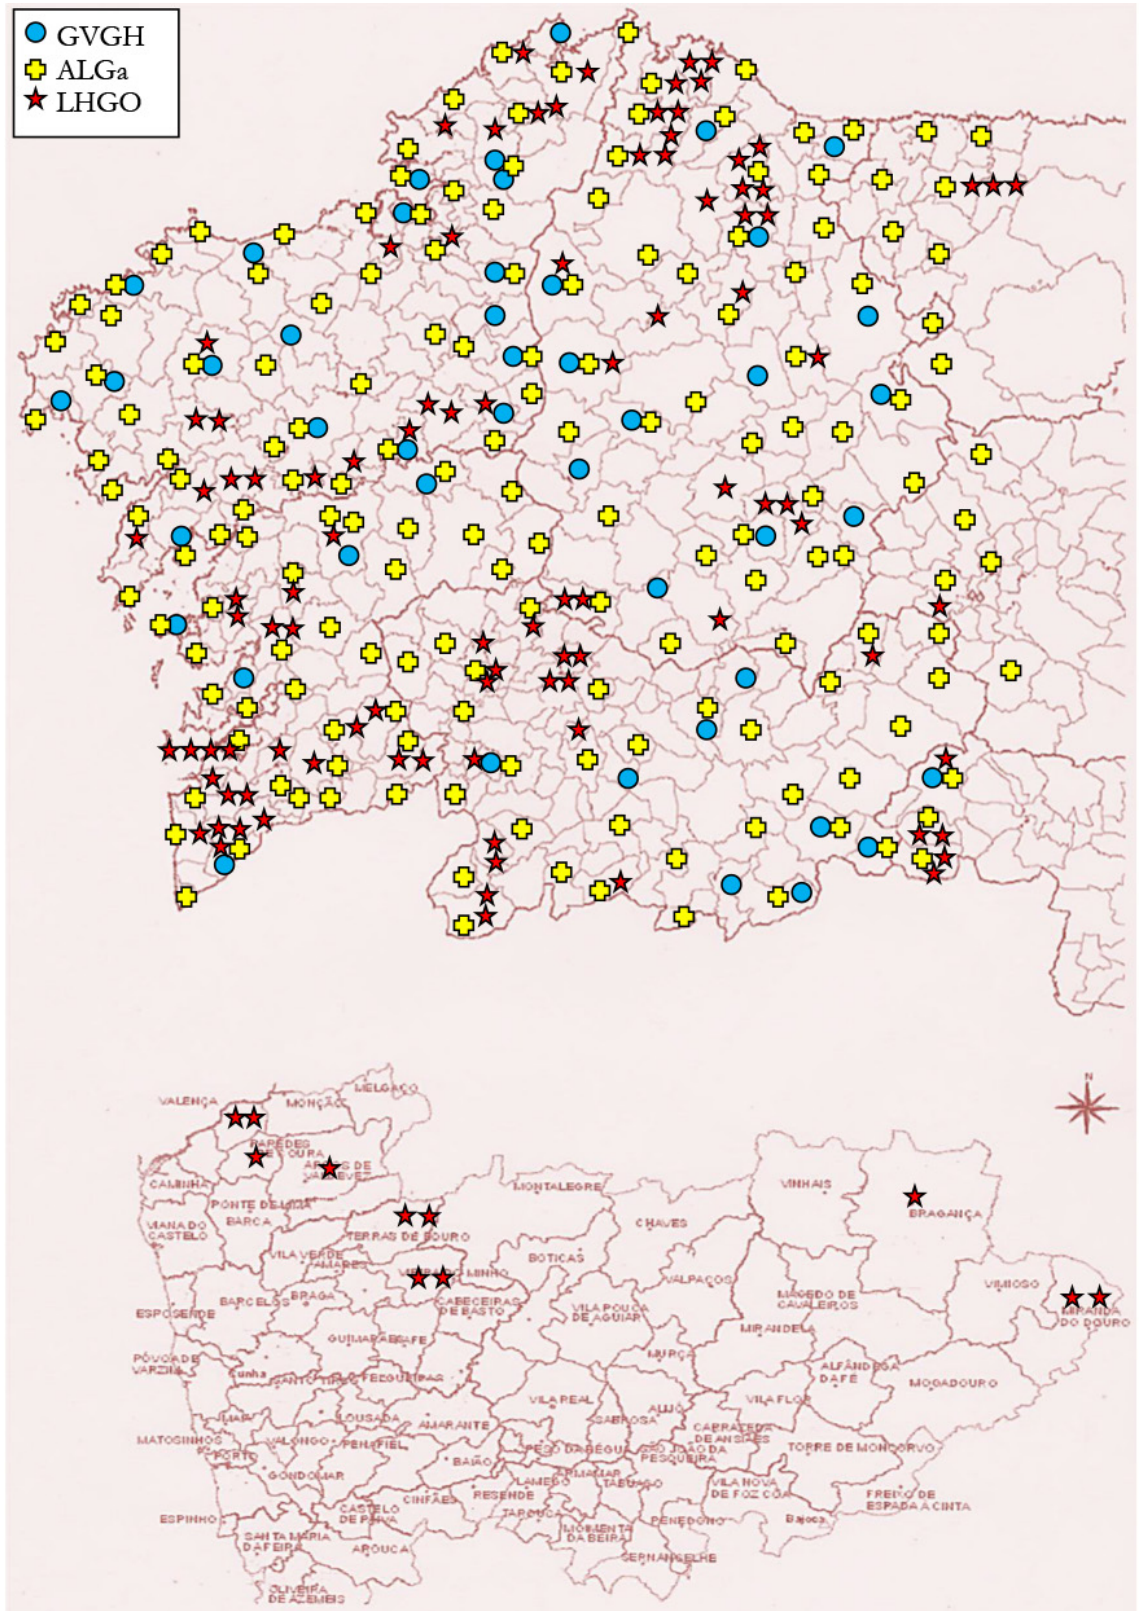 GVGH
ALGa
LHGO
N
MELGAÇO
VALENÇA
MONÇÃO
PAREDES
DE COURA
ARCOS DE
VALDEVEZ
CAMINHA
PONTE DE LIMA
BARCA
MONTALEGRE
VINHAIS
BRAGANÇA
VIANA DO
CASTELO
TERRAS DE BOURO
CHAVES
VILA VERDE
AMARES
VIEIRA DO MINHO
BOTICAS
VALPAÇOS
VIMIOSO
ESPOSENDE
BARCELOS
BRAGA
CABECEIRAS
DE BASTO
VILA POUCA
DE AGUIAR
MACEDO DE
CAVALEIROS
MIRANDA
DO DOURO
GUIMARAES
FAFE
MIRANDELA
MURÇA
PÓVOA DE
VARZIM
Cunha
FELGUEIRAS
ALFÂNDEGA
DA FÉ
MOGADOURO
VILA REAL
ALIJÓ
VILA FLOR
MAIA
LOUSADA
AMARANTE
SABROSA
CARRAZEDA
DE ANSIÃES
MATOSINHOS
VALONGO
PENAFIEL
PESO DA RÉGUA
SÃO JOÃO DA
PESQUEIRA
TORRE DE MONCORVO
PORTO
BAIÃO
GONDOMAR
ARMAMAR
LAMEGO
TABUAÇO
VILA NOVA
DE FOZ CÔA
FREIXO DE
ESPADA À CINTA
CINFÃES
RESENDE
CASTELO
DE PAIVA
TAROUCA
ESPINHO
MOIMENTA
DA BEIRA
PENEDONO
SANTA MARIA
DA FEIRA
AROUCA
SERNANCELHE
OLIVEIRA
DE AZEMEIS